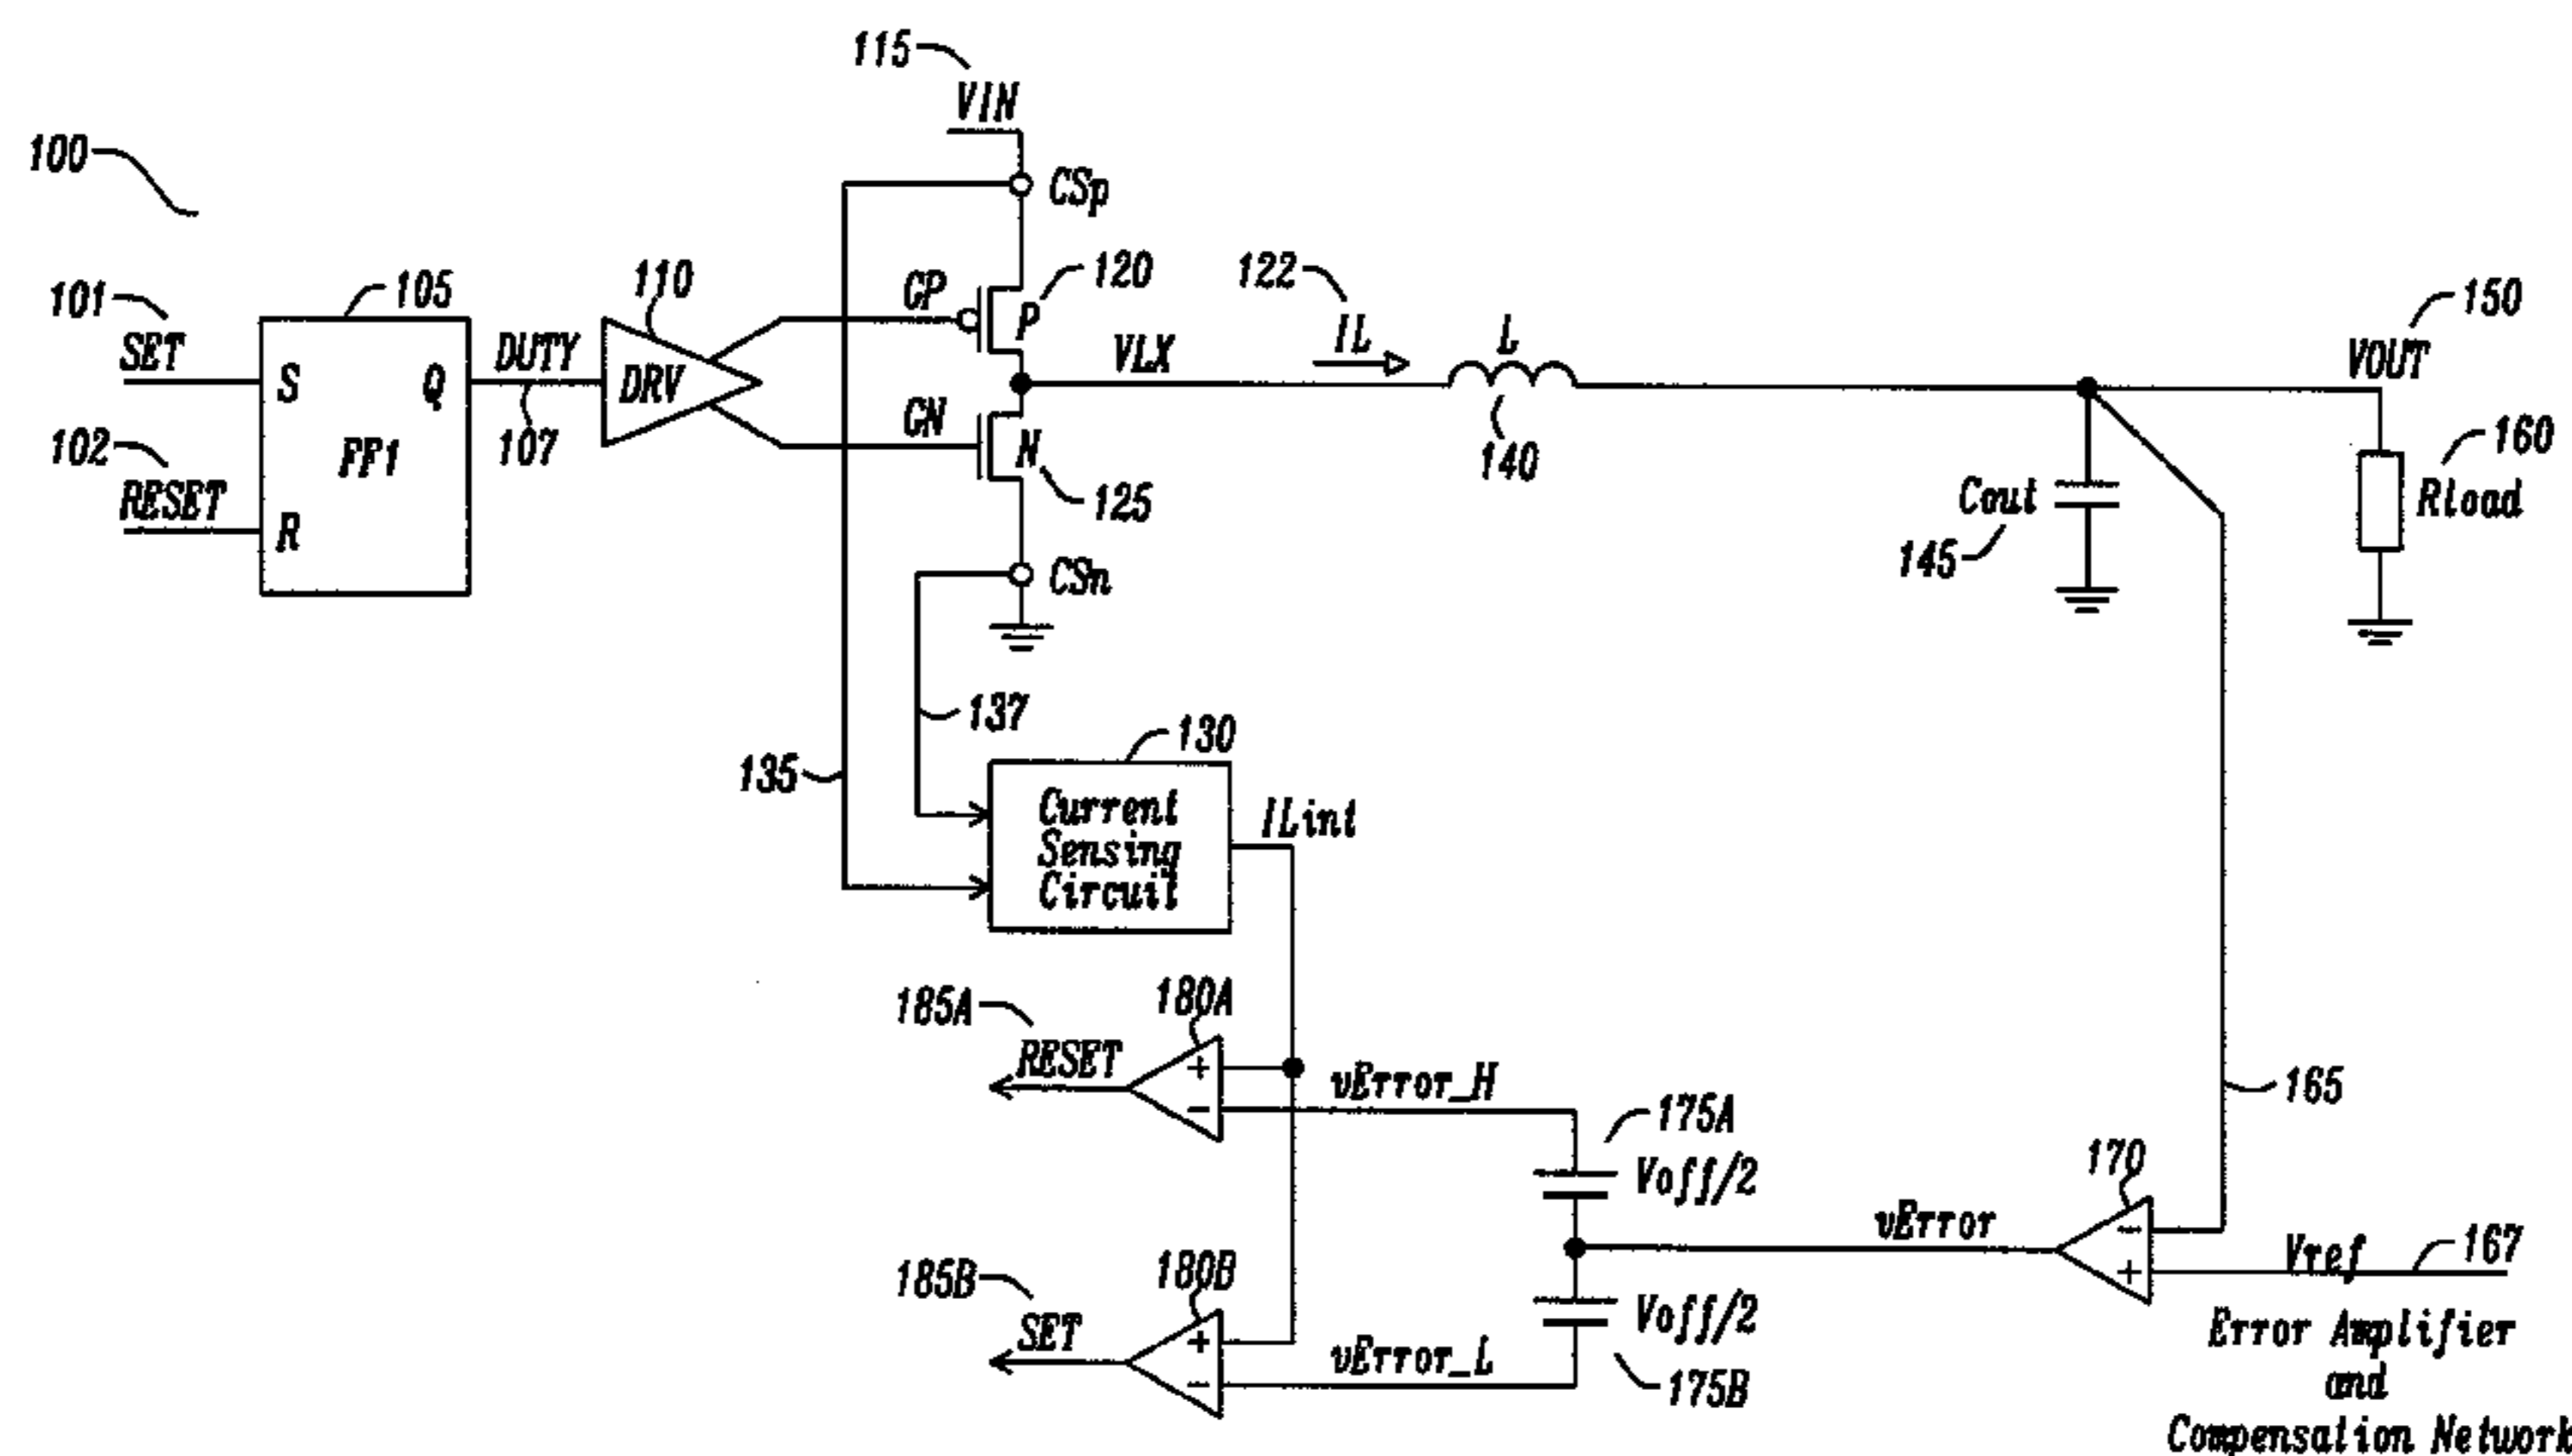 115
VIN
100
CSp
101
SET
105
S
Q
FF1
102
RESET
R
DUTY
107
110
DRV
GP
P
120
GN
N
125
VLX
122
IL
L
140
150
VOUT
160
Rload
Cout
145
CSn
137
135
130
Current
Sensing
Circuit
ILint
185A
RESET
180A
+
-
vError_H
175A
Voff/2
185B
SET
180B
+
-
vError_L
Voff/2
175B
vError
170
-
+
165
Vref
167
Error Amplifier
and
Compensation Network